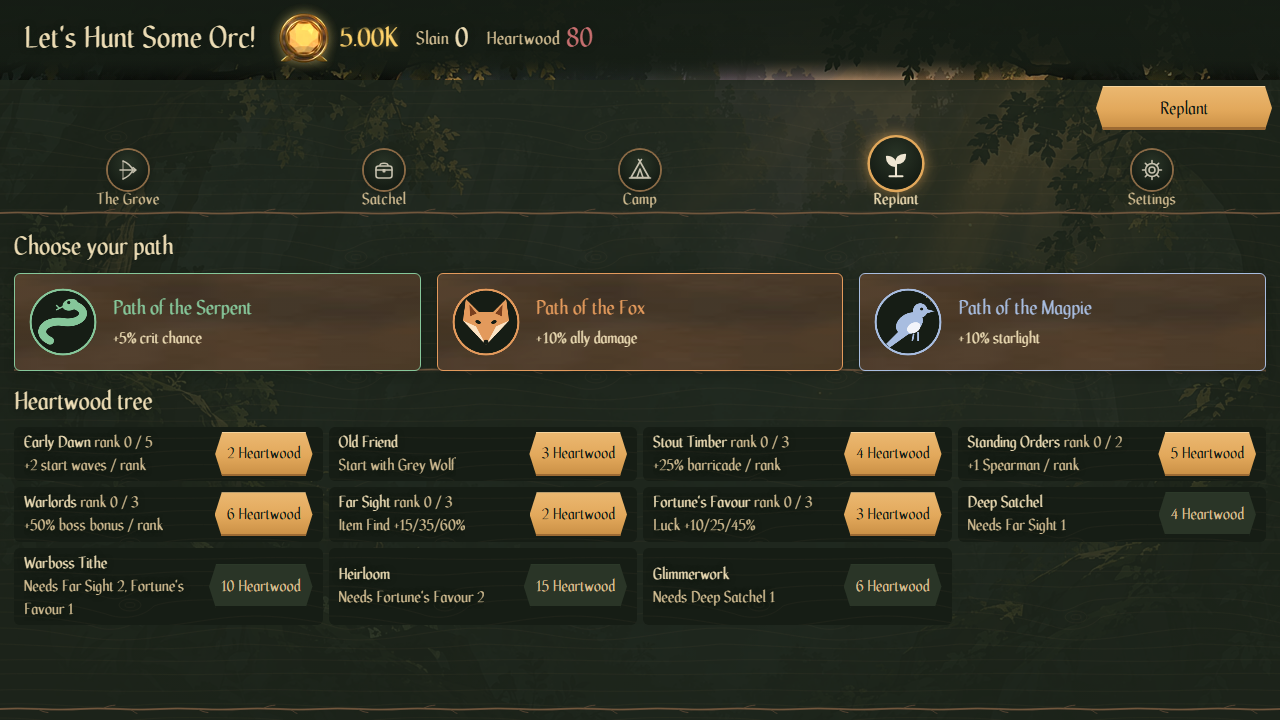 Let's Hunt Some Orc!
5.00K
Slain 0
Heartwood 80
Replant
The Grove
Satchel
Camp
Replant
Settings
Choose your path
Path of the Serpent
+5% crit chance
Path of the Fox
+10% ally damage
Path of the Magpie
+10% starlight
Heartwood tree
Early Dawn rank 0 / 5
+2 start waves / rank
2 Heartwood
Old Friend
Start with Grey Wolf
3 Heartwood
Stout Timber rank 0 / 3
+25% barricade / rank
4 Heartwood
Standing Orders rank 0 / 2
+1 Spearman / rank
5 Heartwood
Warlords rank 0 / 3
+50% boss bonus / rank
6 Heartwood
Far Sight rank 0 / 3
Item Find +15/35/60%
2 Heartwood
Fortune's Favour rank 0 / 3
Luck +10/25/45%
3 Heartwood
Deep Satchel
Needs Far Sight 1
4 Heartwood
Warboss Tithe
Needs Far Sight 2, Fortune's
Favour 1
10 Heartwood
Heirloom
Needs Fortune's Favour 2
15 Heartwood
Glimmerwork
Needs Deep Satchel 1
6 Heartwood